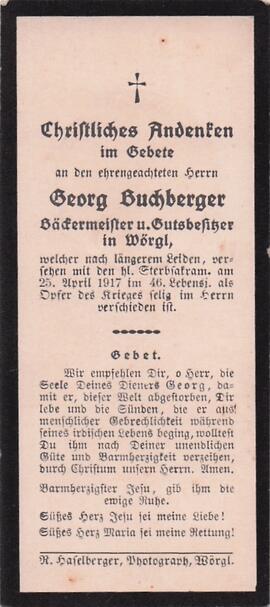 Christliches Andenken
im Gebete
an den ehrengeachteten Herrn
Georg Buchberger
Bäckermeister u. Gutsbesitzer
in Wörgl,
welcher nach längerem Leiden, ver-
sehen mit den hl. Sterbsakram. am
25. April 1917 im 46. Lebensj. als
Opfer des Krieges selig im Herrn
verschieden ist.
Gebet.
Wir empfehlen Dir, o Herr, die
Seele Deines Dieners Georg, da-
mit er, dieser Welt abgestorben, Dir
lebe und die Sünden, die er aus
menschlicher Gebrechlichkeit während
seines irdischen Lebens beging, wolltest
Du ihm nach Deiner unendlichen
Güte und Barmherzigkeit verzeihen,
durch Christum unsern Herrn. Amen.
Barmherzigster Jesu, gib ihm die
ewige Ruhe.
Süßes Herz Jesu sei meine Liebe!
Süßes Herz Maria sei meine Rettung!
R. Haselberger, Photograph, Wörgl.